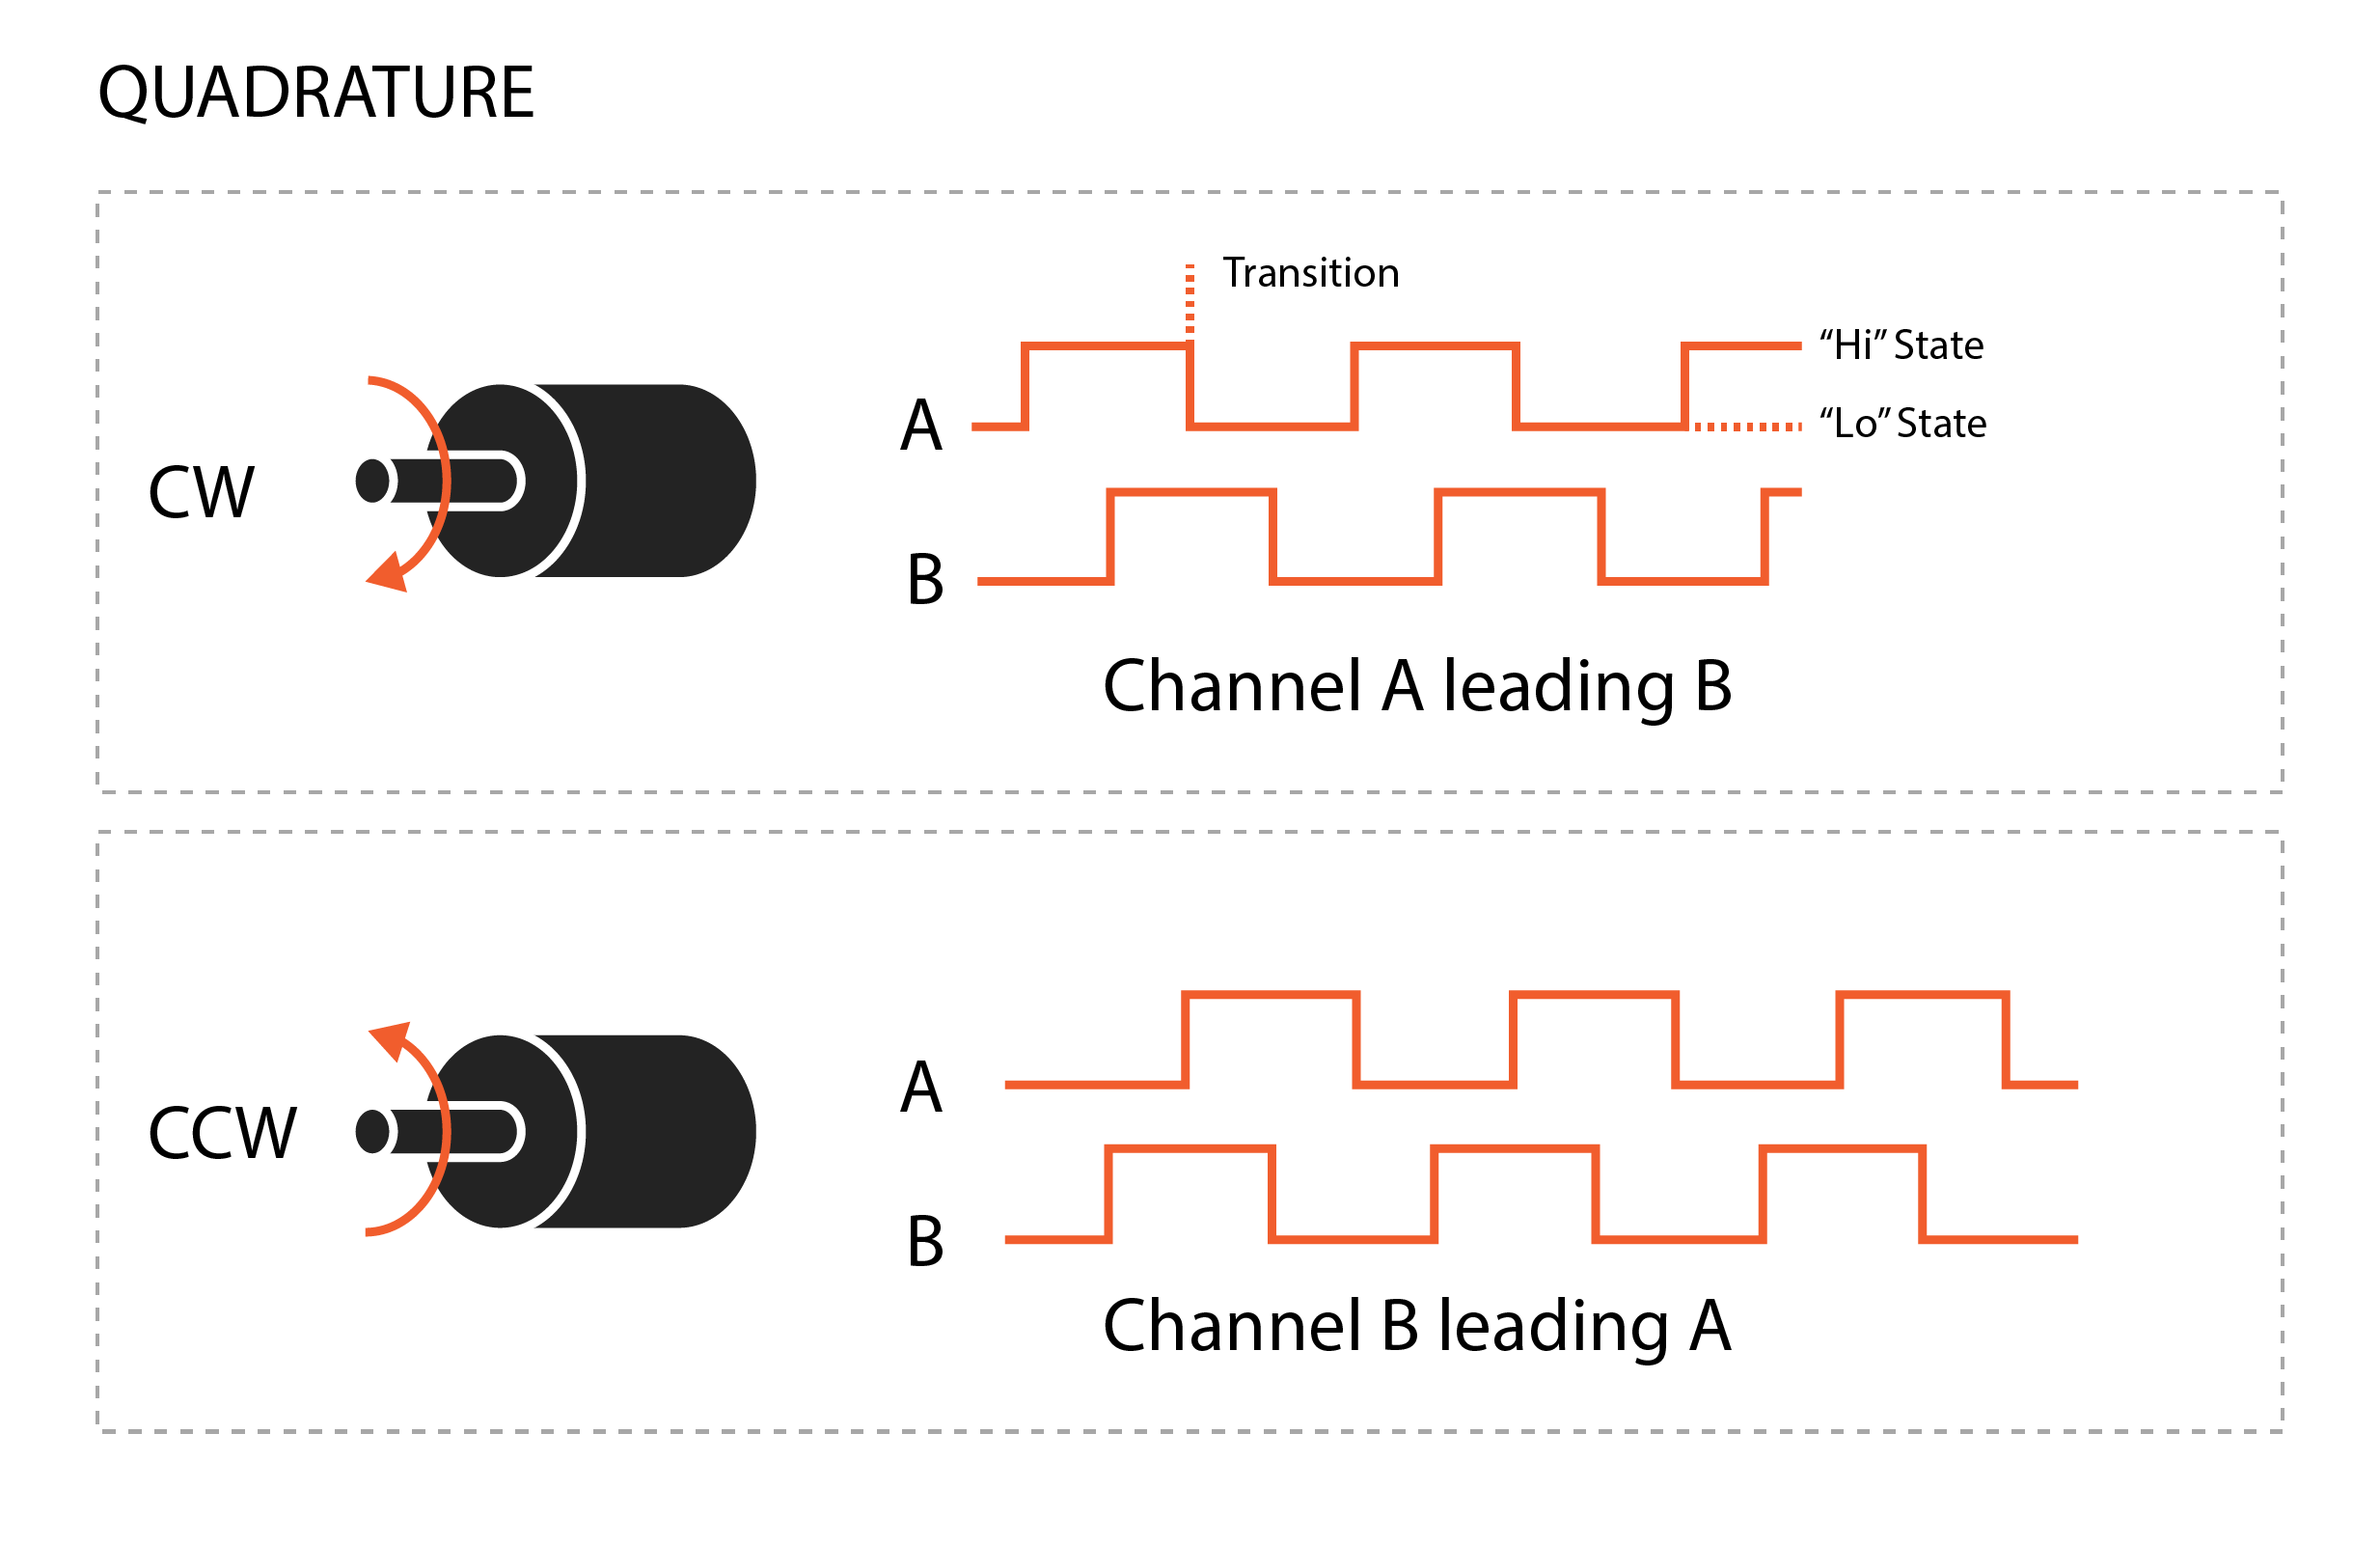 QUADRATURE
Transition
“Hi” State
A
“Lo” State
CW
B
Channel A leading B
A
CCW
B
Channel B leading A